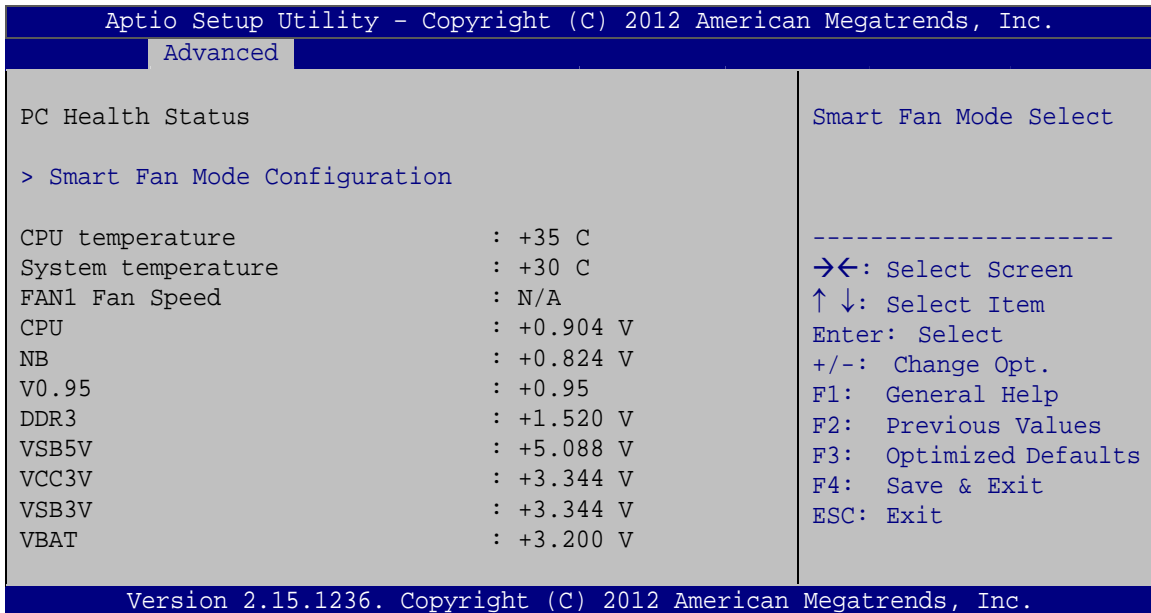 Aptio Setup Utility – Copyright (C) 2012 American Megatrends, Inc.
Advanced
PC Health Status
> Smart Fan Mode Configuration
CPU temperature : +35 C
System temperature : +30 C
FAN1 Fan Speed : N/A
CPU : +0.904 V
NB : +0.824 V
V0.95 : +0.95
DDR3 : +1.520 V
VSB5V : +5.088 V
VCC3V : +3.344 V
VSB3V : +3.344 V
VBAT : +3.200 V
Smart Fan Mode Select
---------------------
→←: Select Screen
↑ ↓: Select Item
Enter: Select
+/-: Change Opt.
F1: General Help
F2: Previous Values
F3: Optimized Defaults
F4: Save & Exit
ESC: Exit
Version 2.15.1236. Copyright (C) 2012 American Megatrends, Inc.